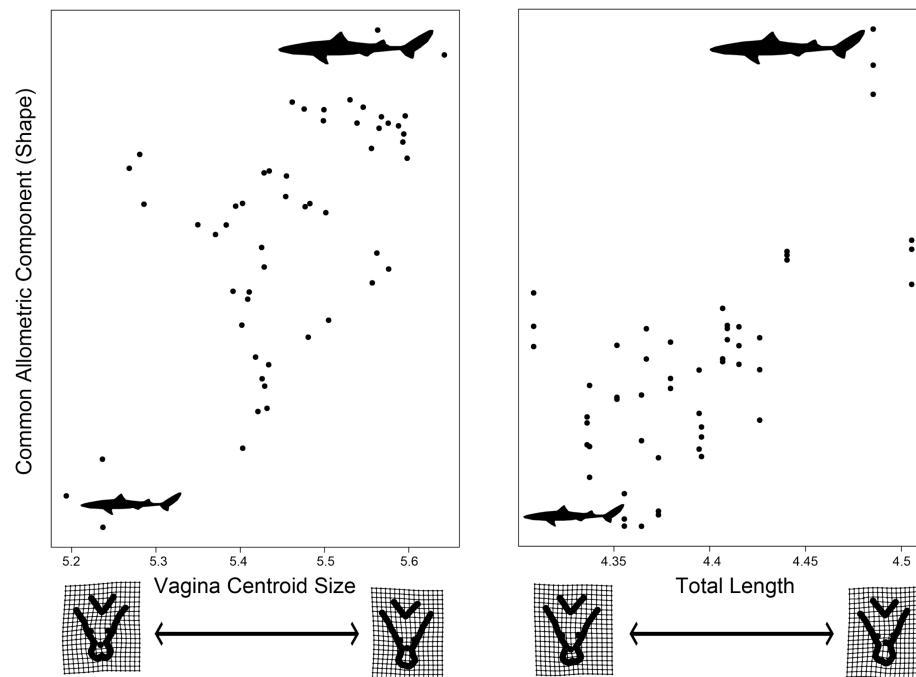 Common Allometric Component (Shape)
5.2 5.3 5.4 5.5 5.6
Vagina Centroid Size
4.35 4.4 4.45 4.5
Total Length